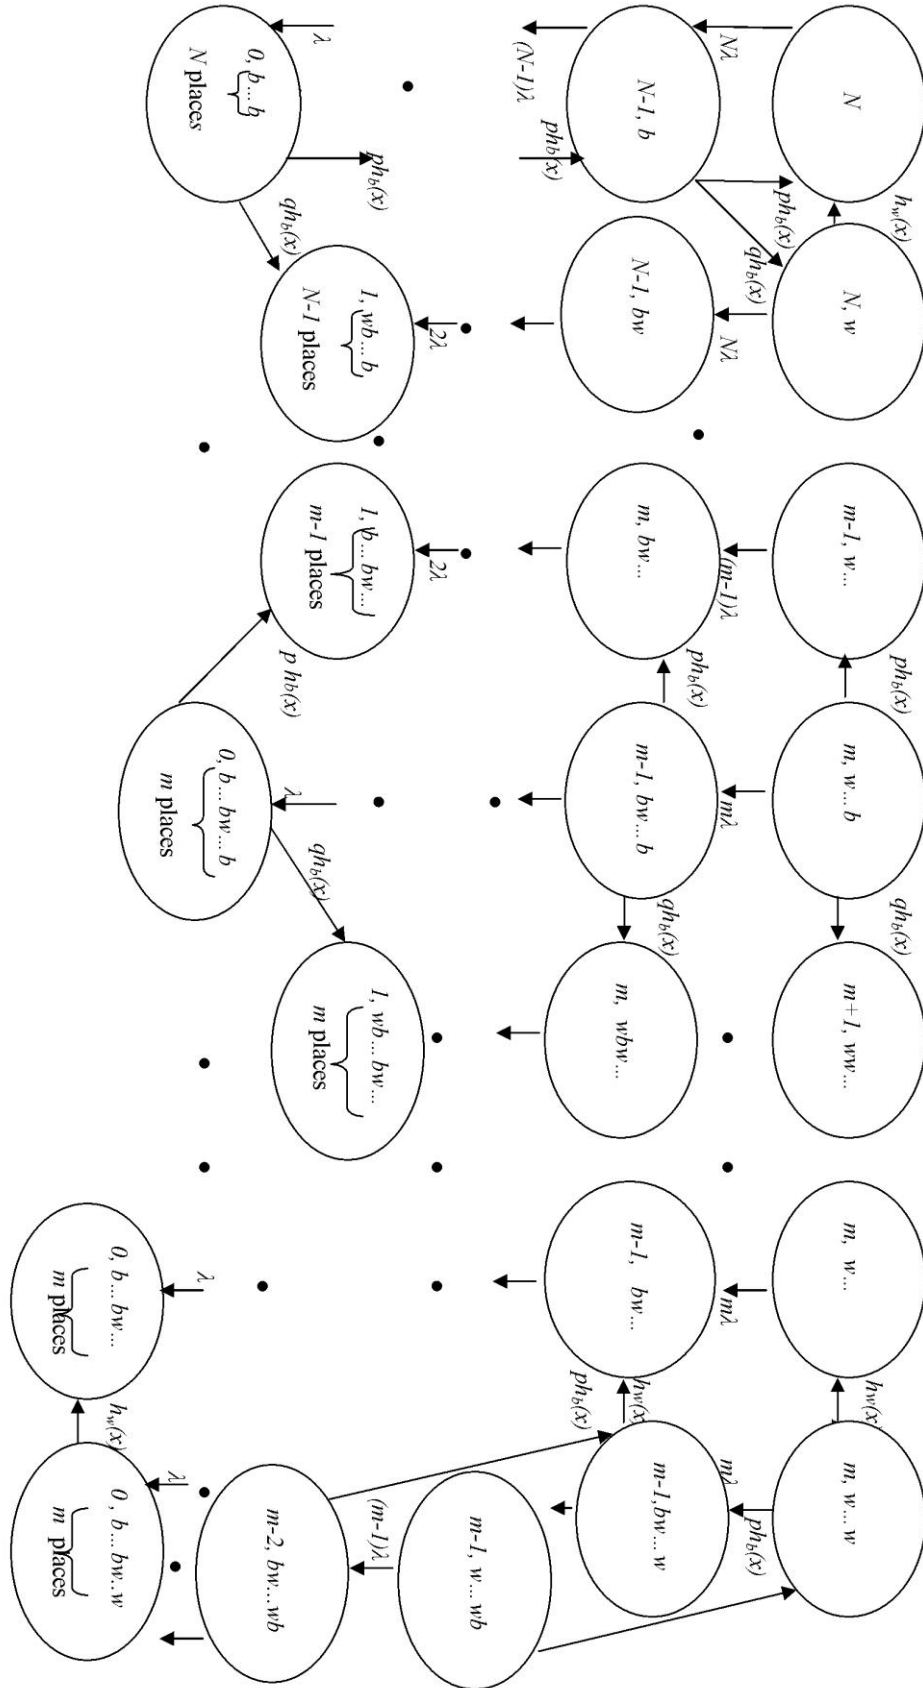 h_w(x) ph_b(x) qh_b(x) h_w(x
N
N, w
m-1, w...
m, w...b
m+1, ww...
m, w...
m, w...w
ph_b(x)
qh_b(x)
ph_b(x)
Nλ
Nλ
(m-1)λ
mλ
mλ
mλ
ph_b(x)
qh_b(x)
N-1, b
N-1, bw
m, bw...
m-1, bw...b
m, wbw...
m-1, bw...
m-1,bw...w
h_w(x)
ph_b(x)
ph_b(x)
(N-1)λ
m-1, w...wb
2λ
2λ
(m-1)λ
ph_b(x)
λ
1, wb...b
N-1 places
1, b...bw...
m-1 places
1, wb...bw...
m places
qh_b(x)
p h_b(x)
λ
qh_b(x)
m-2, bw...wb
0, b...b
N places
0, b...bw...b
m places
λ
λ
0, b...bw...
m places
h_w(x)
0, b...bw..w
m places